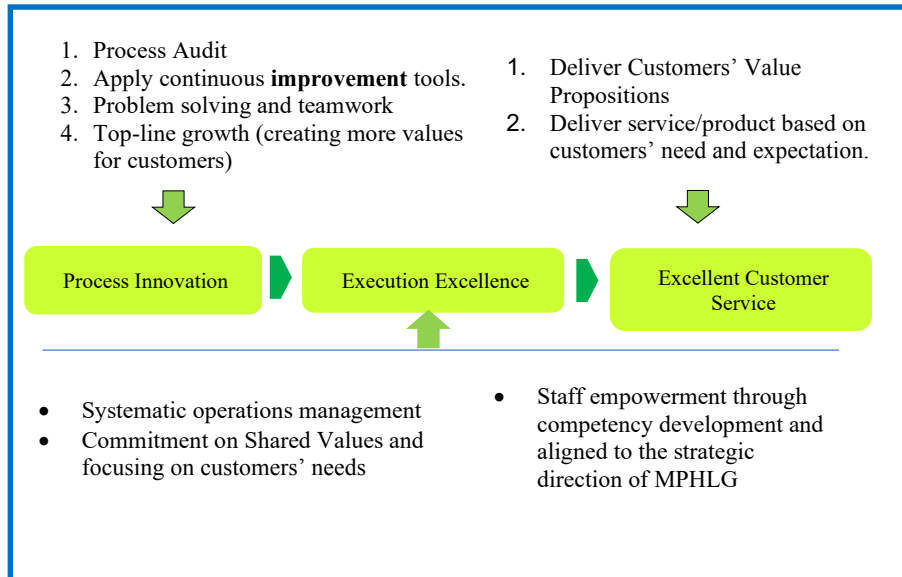 1. Process Audit
2. Apply continuous improvement tools.
3. Problem solving and teamwork
4. Top-line growth (creating more values
for customers)
1. Deliver Customers’ Value
Propositions
2. Deliver service/product based on
customers’ need and expectation.
Process Innovation
Execution Excellence
Excellent Customer
Service
• Systematic operations management
• Commitment on Shared Values and
focusing on customers’ needs
• Staff empowerment through
competency development and
aligned to the strategic
direction of MPHLG